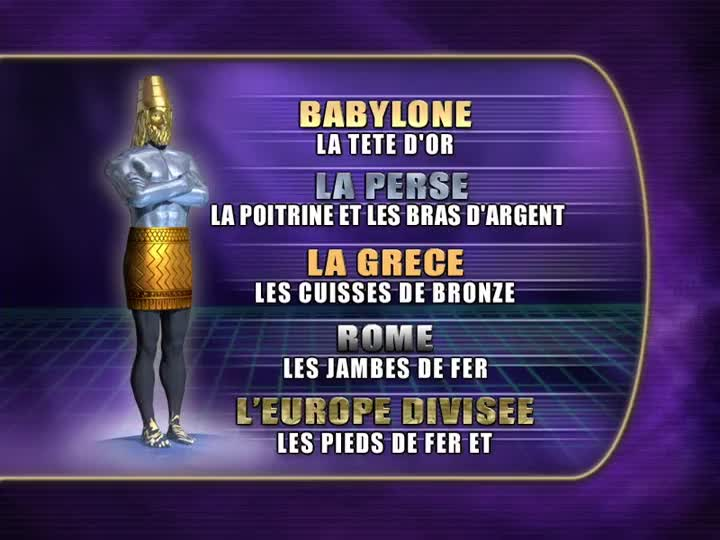 BABYLONE
LA TETE D'OR
LA PERSE
LA POITRINE ET LES BRAS D'ARGENT
LA GRECE
LES CUISSES DE BRONZE
ROME
LES JAMBES DE FER
L'EUROPE DIVISEE
LES PIEDS DE FER ET